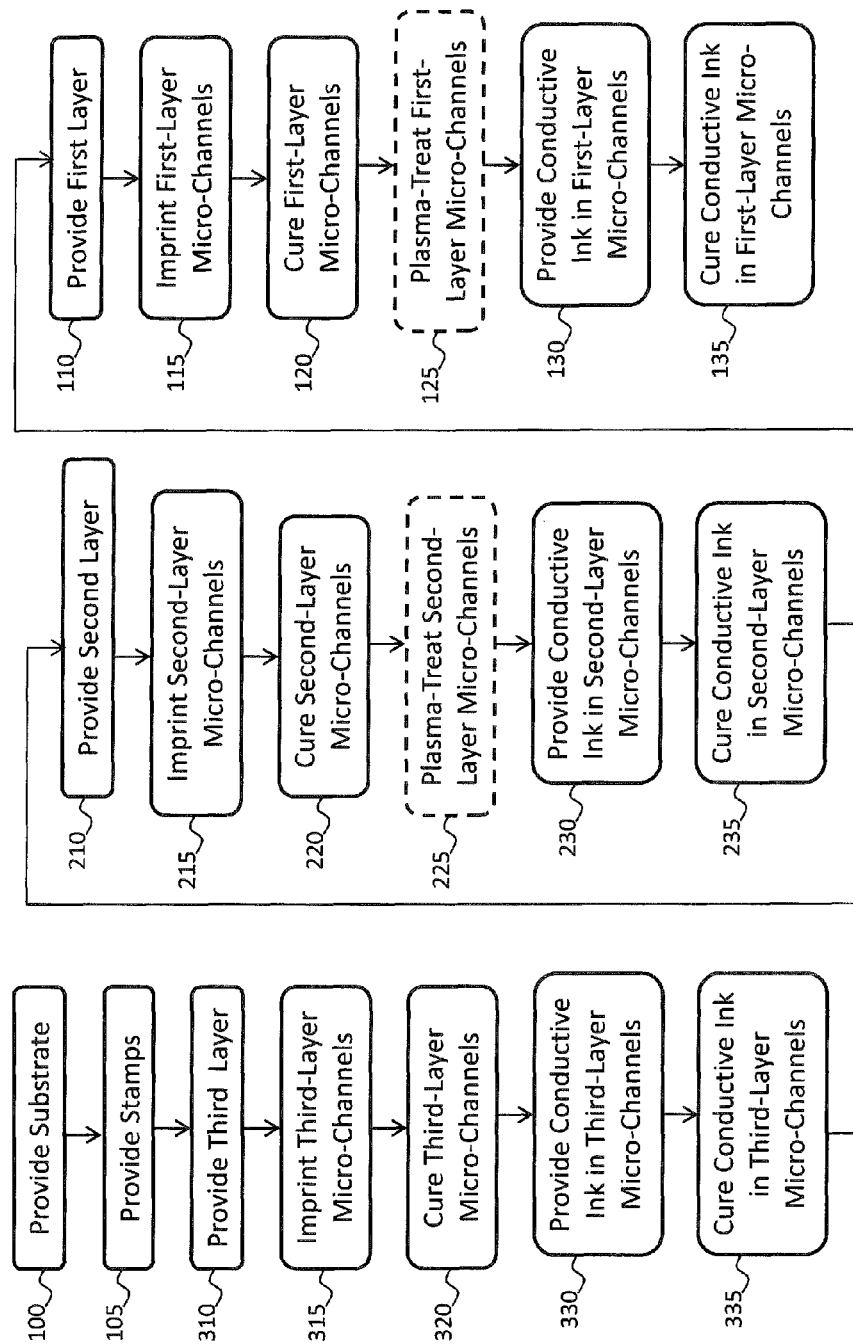 100
Provide Substrate
105
Provide Stamps
310
Provide Third Layer
315
Imprint Third-Layer
Micro-Channels
320
Cure Third-Layer
Micro-Channels
330
Provide Conductive
Ink in Third-Layer
Micro-Channels
335
Cure Conductive Ink
in Third-Layer
Micro-Channels
210
Provide Second Layer
215
Imprint Second-Layer
Micro-Channels
220
Cure Second-Layer
Micro-Channels
225
Plasma-Treat Second-
Layer Micro-Channels
230
Provide Conductive
Ink in Second-Layer
Micro-Channels
235
Cure Conductive Ink
in Second-Layer
Micro-Channels
110
Provide First Layer
115
Imprint First-Layer
Micro-Channels
120
Cure First-Layer
Micro-Channels
125
Plasma-Treat First-
Layer Micro-Channels
130
Provide Conductive
Ink in First-Layer
Micro-Channels
135
Cure Conductive Ink
in First-Layer Micro-
Channels